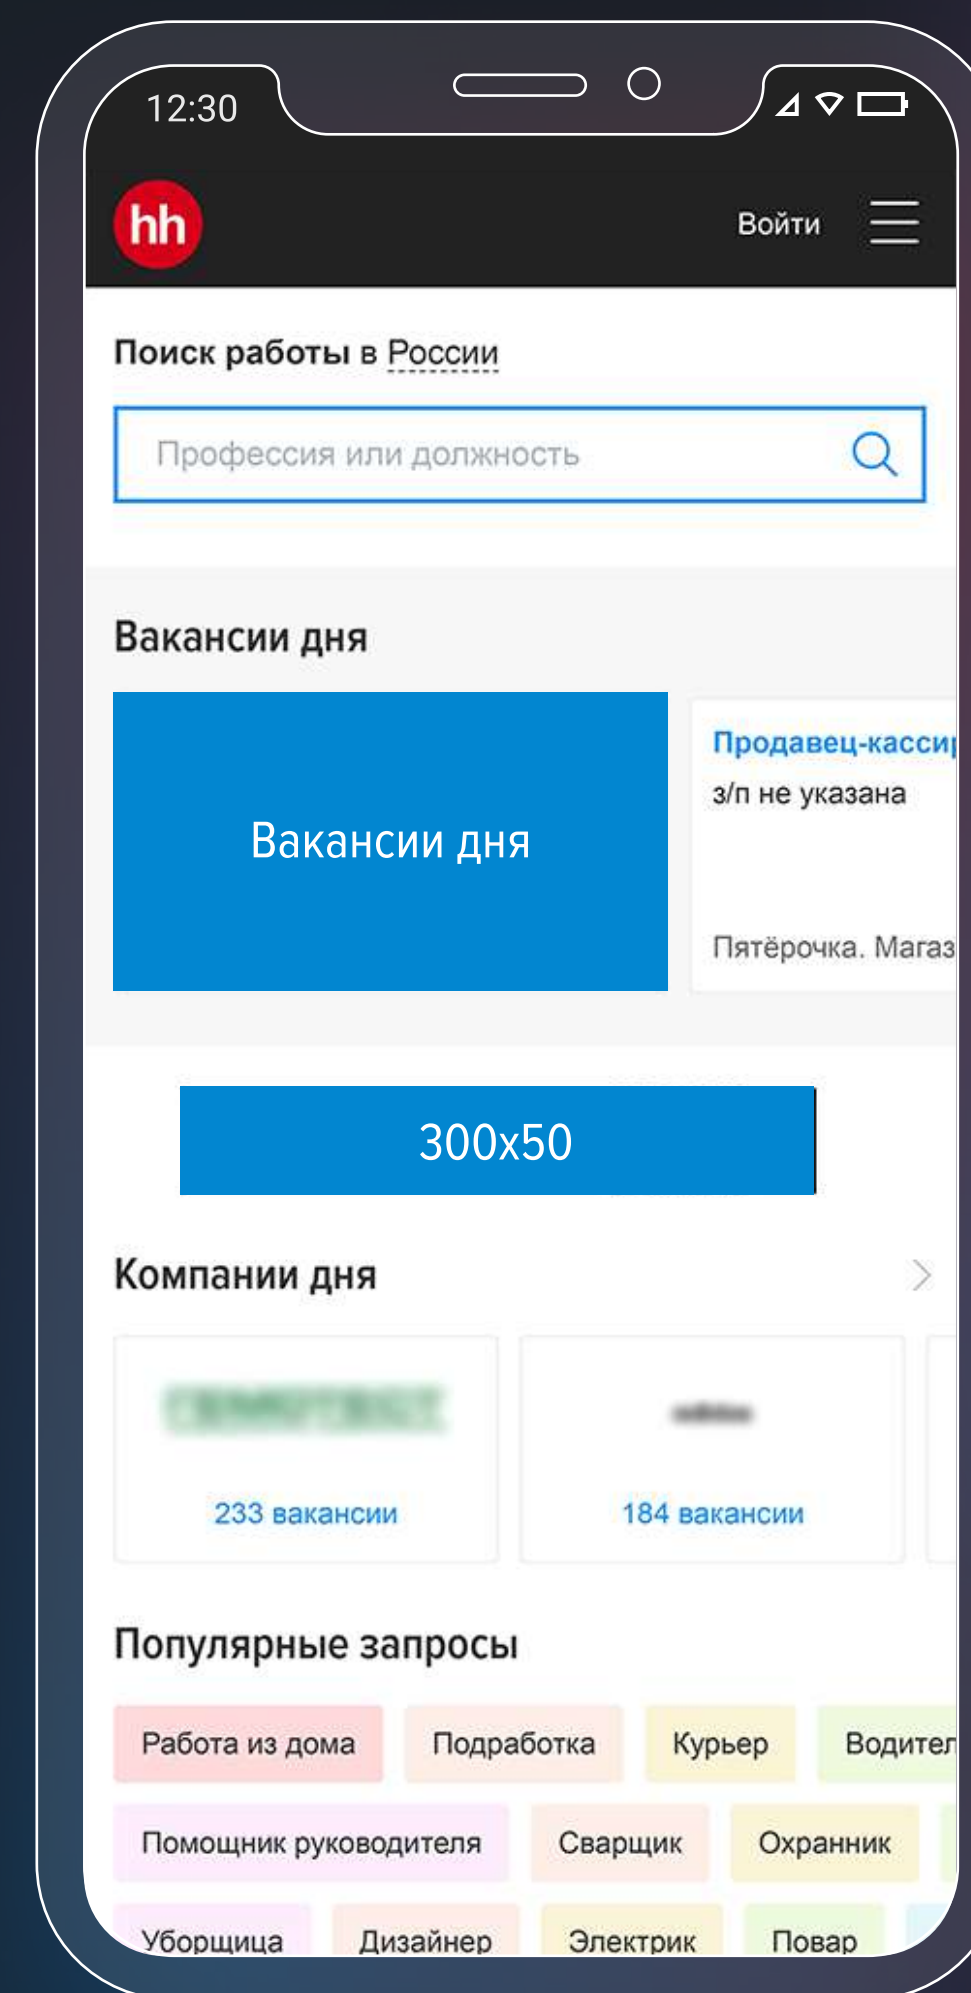 12:30
hh
Войти
Поиск работы в России
Профессия или должность
Вакансии дня
Вакансии дня
Продавец-кассир
з/п не указана
Пятёрочка. Магаз
300x50
Компании дня
233 вакансии
184 вакансии
Популярные запросы
Работа из дома Подработка Курьер Водител
Помощник руководителя Сварщик Охранник
Уборщица Дизайнер Электрик Повар